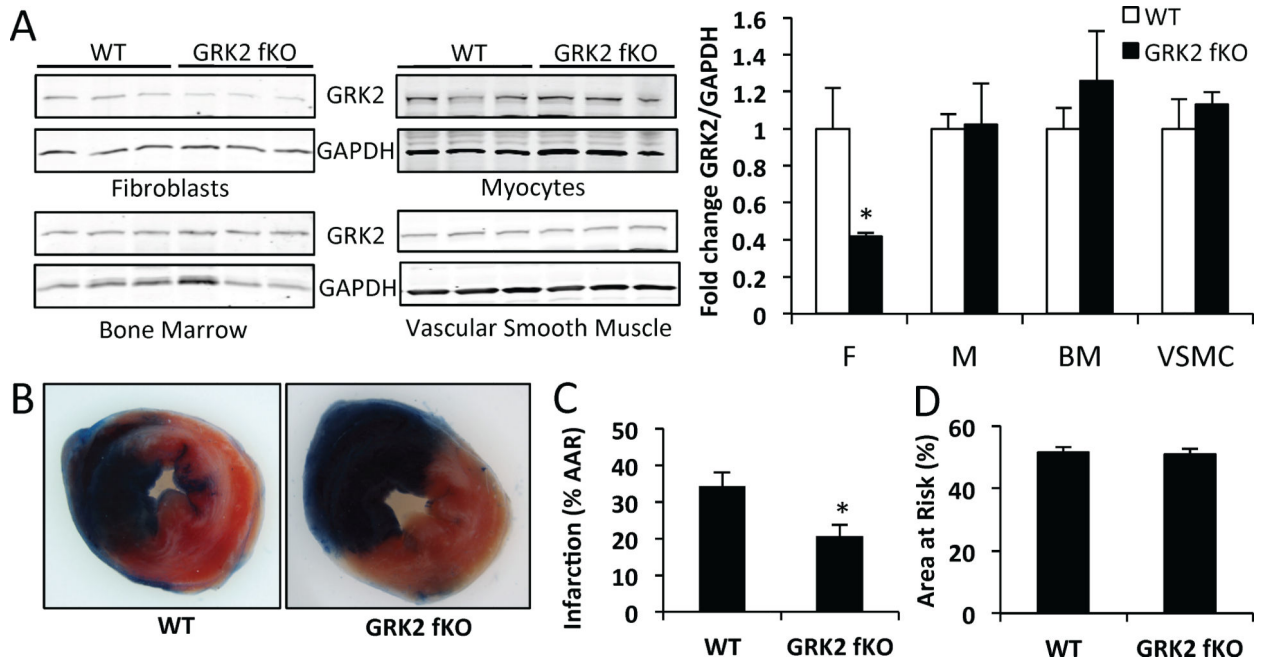 A
WT GRK2 fKO
GRK2
GAPDH
Fibroblasts
WT GRK2 fKO
Myocytes
GRK2
GAPDH
Bone Marrow
Vascular Smooth Muscle
Fold change GRK2/GAPDH
1.6
1.4
1.2
1
0.8
0.6
0.4
0.2
0
WT
GRK2 fKO
*
F M BM VSMC
B
WT GRK2 fKO
C
Infarction (% AAR)
50
40
30
20
10
0
*
WT GRK2 fKO
D
Area at Risk (%)
60
40
20
0
WT GRK2 fKO